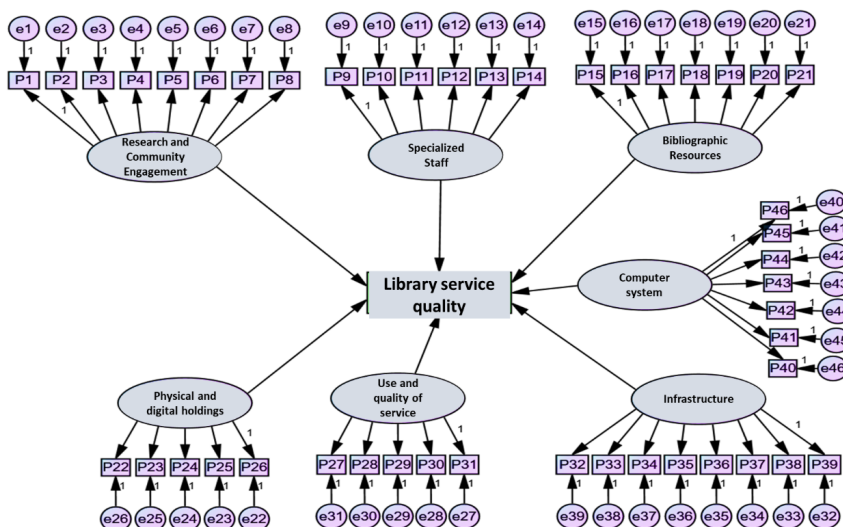 e1 e2 e3 e4 e5 e6 e7 e8
1 1 1 1 1 1 1 1
P1 P2 P3 P4 P5 P6 P7 P8
1
Research and
Community
Engagement
e9 e10 e11 e12 e13 e14
1 1 1 1 1 1
P9 P10 P11 P12 P13 P14
1
Specialized
Staff
e15 e16 e17 e18 e19 e20 e21
1 1 1 1 1 1 1
P15 P16 P17 P18 P19 P20 P21
1
Bibliographic
Resources
Library service
quality
Computer
system
1
P46 1 e40
P45 1 e41
P44 1 e42
P43 1 e43
P42 1 e44
P41 1 e45
P40 1 e46
Physical and
digital holdings
1
P22 P23 P24 P25 P26
1 1 1 1 1
e26 e25 e24 e23 e22
Use and
quality of
service
1
P27 P28 P29 P30 P31
1 1 1 1 1
e31 e30 e29 e28 e27
Infrastructure
1
P32 P33 P34 P35 P36 P37 P38 P39
1 1 1 1 1 1 1 1
e39 e38 e37 e36 e35 e34 e33 e32